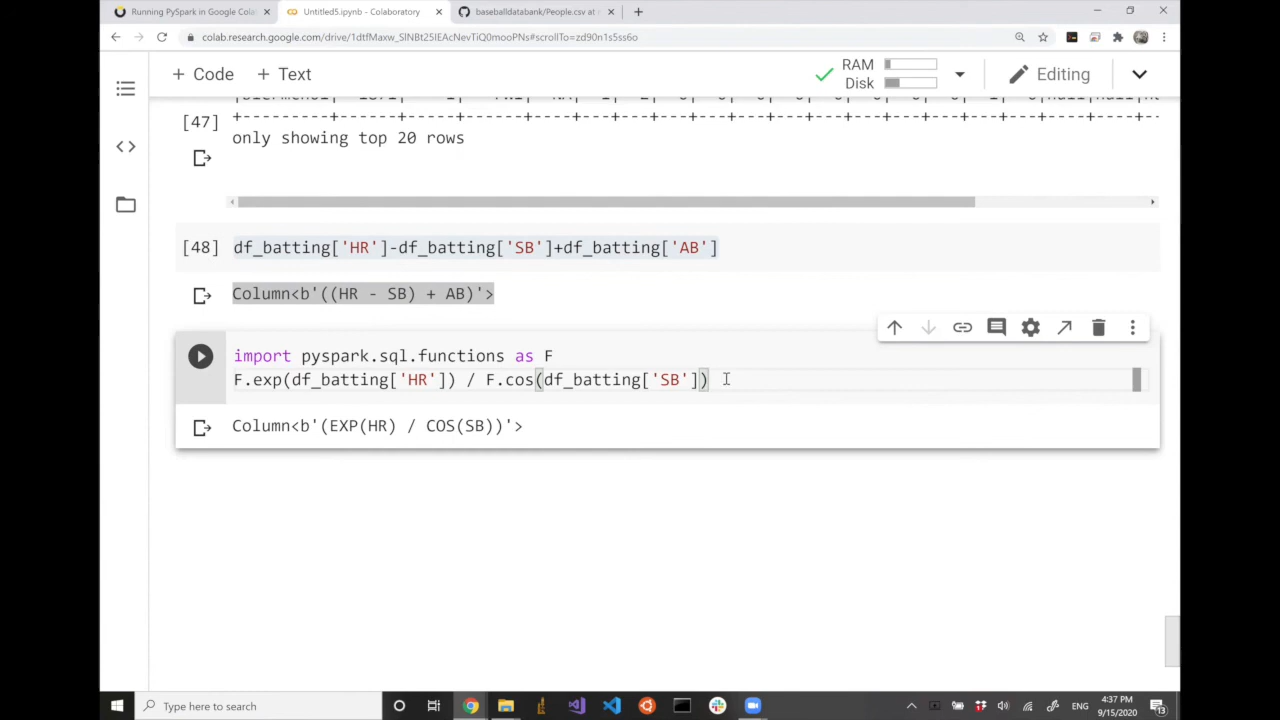 Running PySpark in Google Cola
Untitled5.ipynb - Colaboratory
baseballdatabank/People.csv at
colab.research.google.com/drive/1dtfMaxw_SlNBt25lEAcNevTiQ0mooPNs#scrollTo=zd90n1s5ss6o
+ Code + Text
RAM
Disk
Editing
[47] +---------+------+-----+------+----+---+---+---+---+---+---+---+---+---+---+---+----+----+--
only showing top 20 rows
[48] df_batting['HR']-df_batting['SB']+df_batting['AB']
Column<b'((HR - SB) + AB)'>
import pyspark.sql.functions as F
F.exp(df_batting['HR']) / F.cos(df_batting['SB'])
Column<b'(EXP(HR) / COS(SB))'>
Type here to search
ENG
4:37 PM
9/15/2020
13